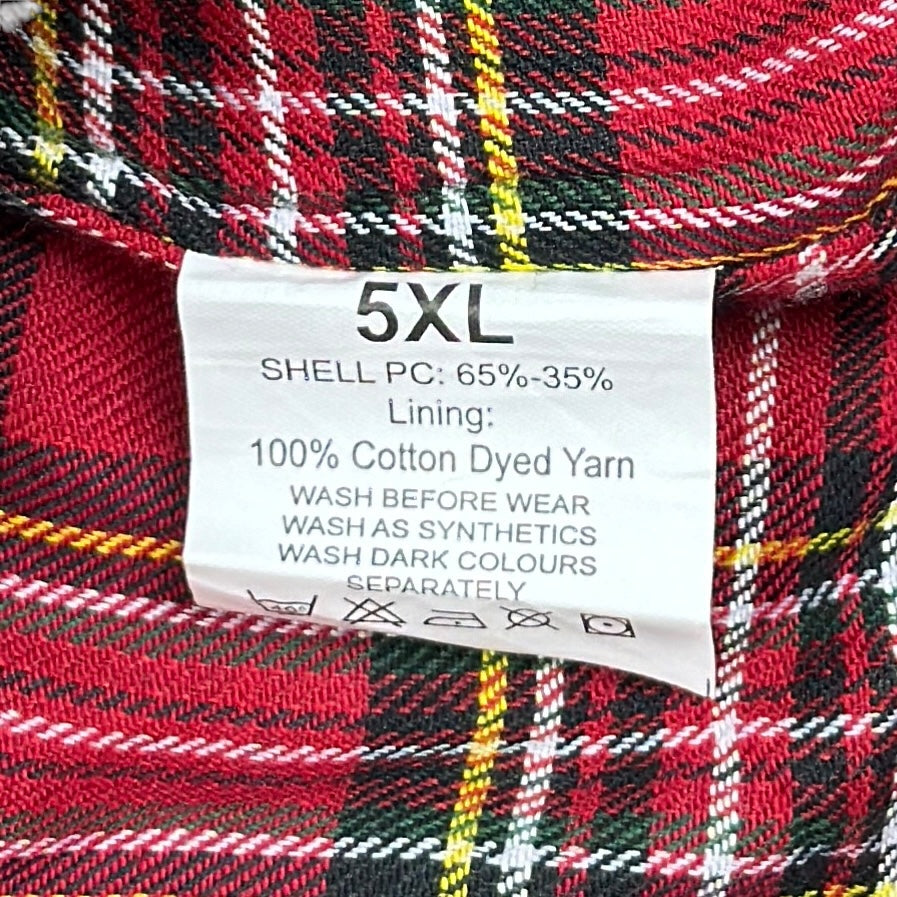 5XL
SHELL PC: 65%-35%
Lining:
100% Cotton Dyed Yarn
WASH BEFORE WEAR
WASH AS SYNTHETICS
WASH DARK COLOURS
SEPARATELY
40°